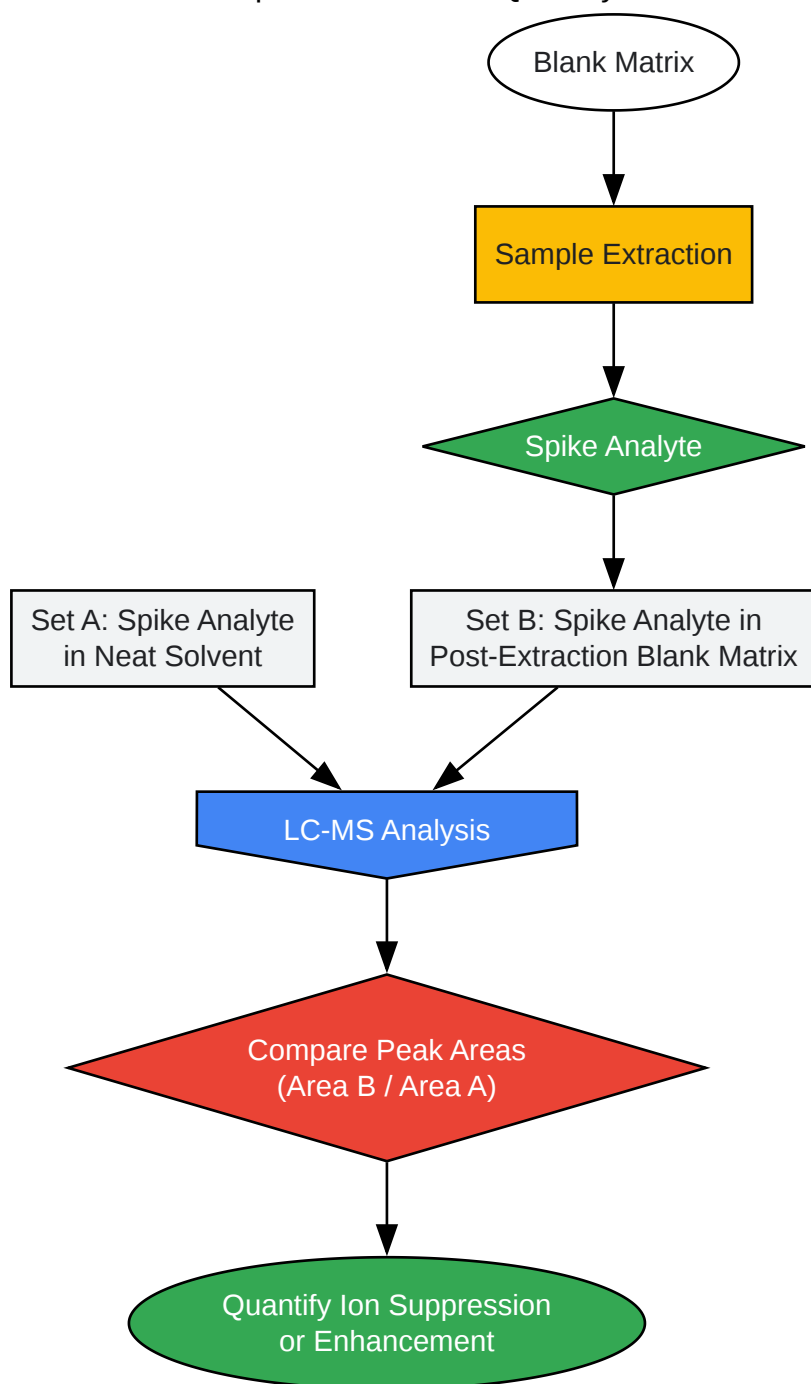 Blank Matrix
Sample Extraction
Spike Analyte
Set A: Spike Analyte
in Neat Solvent
Set B: Spike Analyte in
Post-Extraction Blank Matrix
LC-MS Analysis
Compare Peak Areas
(Area B / Area A)
Quantify Ion Suppression
or Enhancement